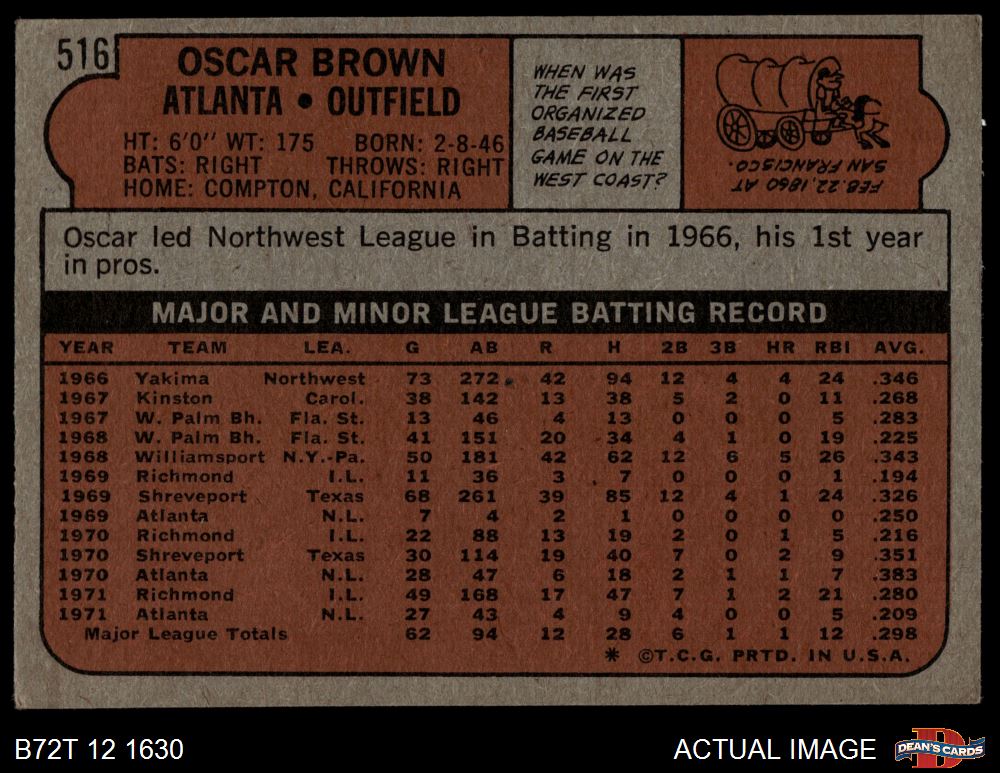 516
OSCAR BROWN
ATLANTA • OUTFIELD
HT: 6'0" WT: 175 BORN: 2-8-46
BATS: RIGHT THROWS: RIGHT
HOME: COMPTON, CALIFORNIA
WHEN WAS
THE FIRST
ORGANIZED
BASEBALL
GAME ON THE
WEST COAST?
FEB. 22, 1860 AT
SAN FRANCISCO.
Oscar led Northwest League in Batting in 1966, his 1st year
in pros.
MAJOR AND MINOR LEAGUE BATTING RECORD
YEAR TEAM LEA. G AB R H 2B 3B HR RBI AVG.
1966 Yakima Northwest 73 272 42 94 12 4 4 24 .346
1967 Kinston Carol. 38 142 13 38 5 2 0 11 .268
1967 W. Palm Bh. Fla. St. 13 46 4 13 0 0 0 5 .283
1968 W. Palm Bh. Fla. St. 41 151 20 34 4 1 0 19 .225
1968 Williamsport N.Y.-Pa. 50 181 42 62 12 6 5 26 .343
1969 Richmond I.L. 11 36 3 7 0 0 0 1 .194
1969 Shreveport Texas 68 261 39 85 12 4 1 24 .326
1969 Atlanta N.L. 7 4 2 1 0 0 0 0 .250
1970 Richmond I.L. 22 88 13 19 2 0 1 5 .216
1970 Shreveport Texas 30 114 19 40 7 0 2 9 .351
1970 Atlanta N.L. 28 47 6 18 2 1 1 7 .383
1971 Richmond I.L. 49 168 17 47 7 1 2 21 .280
1971 Atlanta N.L. 27 43 4 9 4 0 0 5 .209
Major League Totals 62 94 12 28 6 1 1 12 .298
* ©T.C.G. PRTD. IN U.S.A.
B72T 12 1630
ACTUAL IMAGE
D
DEAN'S CARDS